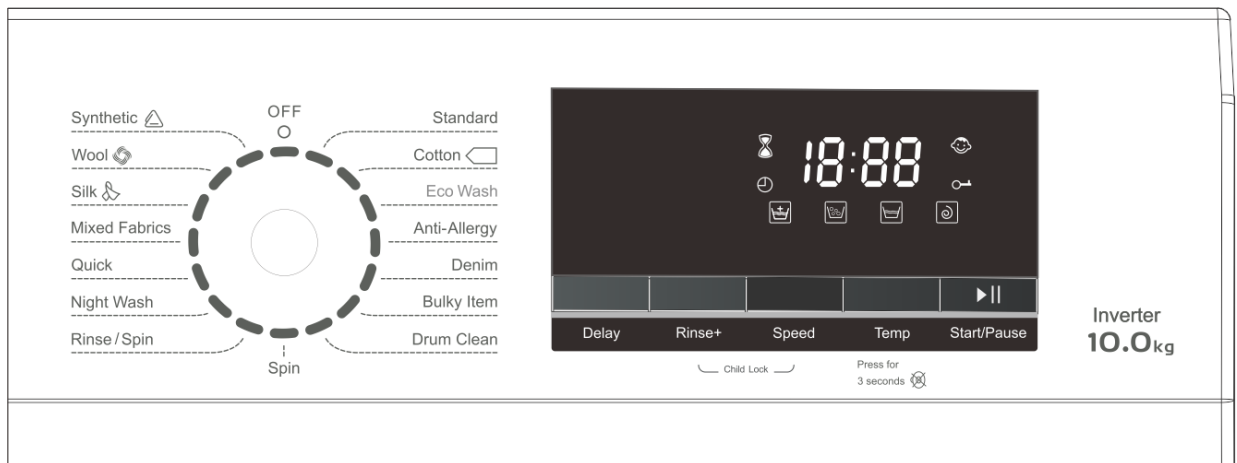 OFF
Synthetic
Wool
Silk
Mixed Fabrics
Quick
Night Wash
Rinse/Spin
Spin
Standard
Cotton
Eco Wash
Anti-Allergy
Denim
Bulky Item
Drum Clean
18:88
Delay Rinse+ Speed Temp Start/Pause
Child Lock
Press for
3 seconds
Inverter
10.0kg